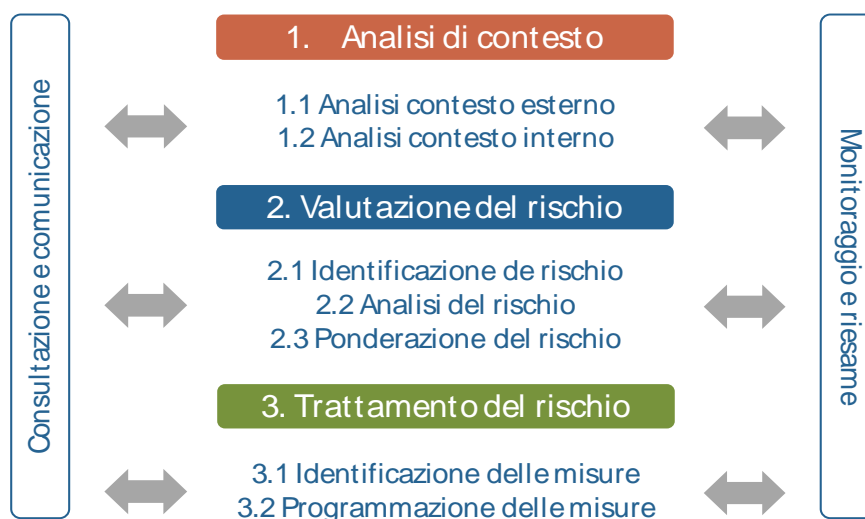 Consultazione e comunicazione
1. Analisi di contesto
1.1 Analisi contesto esterno
1.2 Analisi contesto interno
2. Valutazione del rischio
2.1 Identificazione de rischio
2.2 Analisi del rischio
2.3 Ponderazione del rischio
3. Trattamento del rischio
3.1 Identificazione delle misure
3.2 Programmazione delle misure
Monitoraggio e riesame